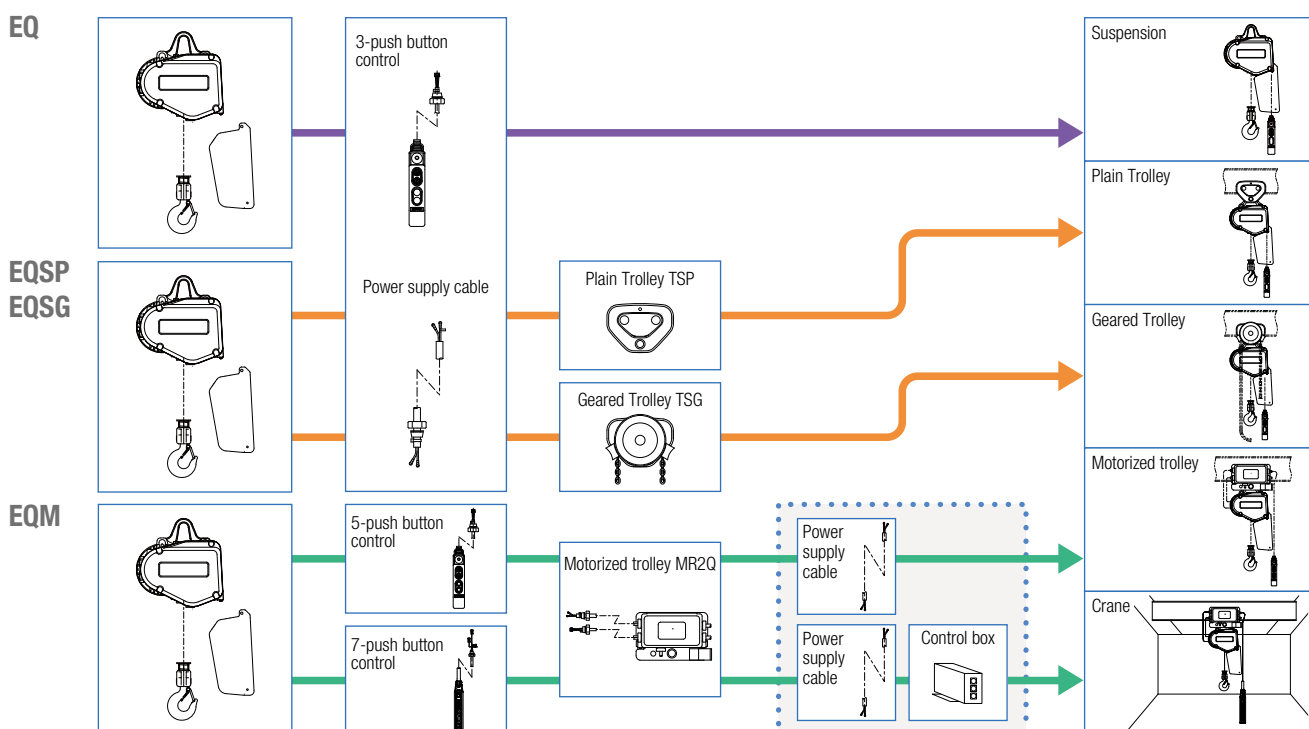 EQ
3-push button
control
Suspension
Plain Trolley
EQSP
EQSG
Power supply cable
Plain Trolley TSP
Geared Trolley TSG
Geared Trolley
Motorized trolley
EQM
5-push button
control
Motorized trolley MR2Q
Power
supply
cable
7-push button
control
Power
supply
cable
Control box
Crane